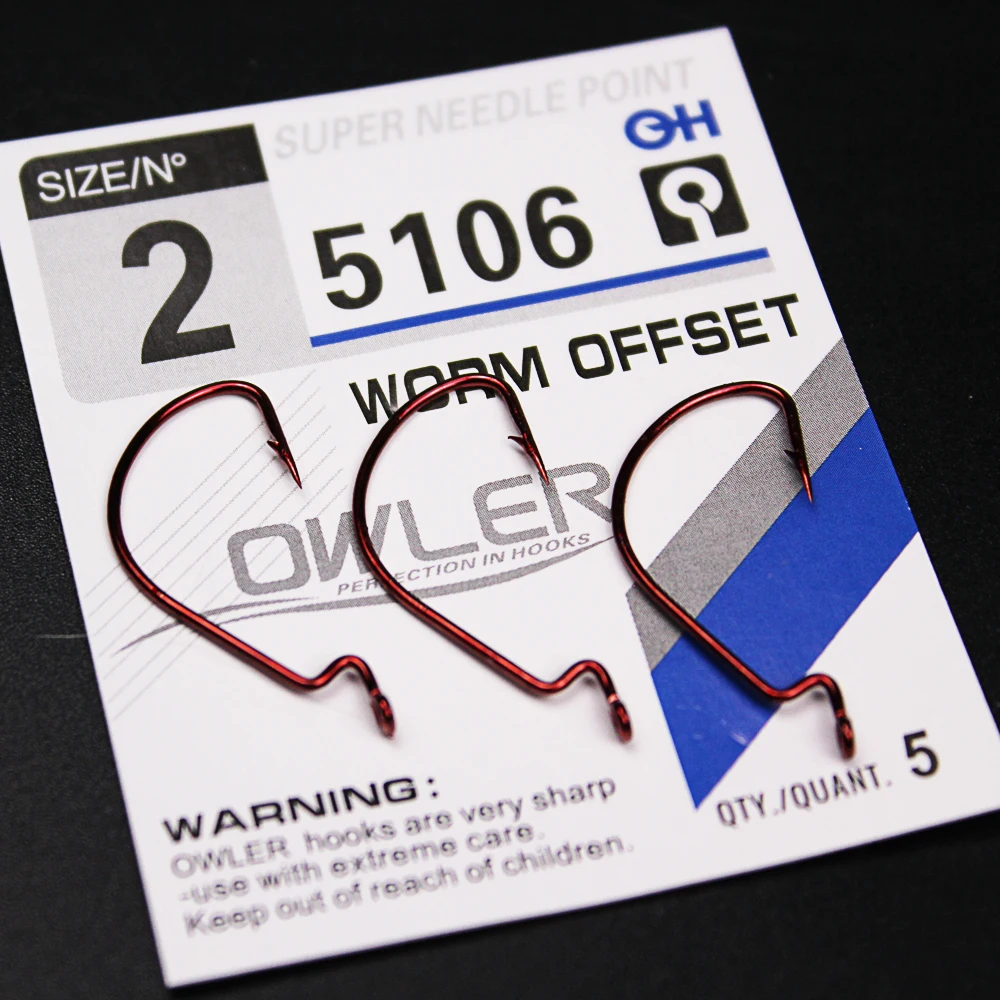 SUPER NEEDLE POINT
OH
SIZE/Nº
2
5106
WORM OFFSET
OWLER
PERFECTION IN HOOKS
QTY./QUANT. 5
WARNING:
OWLER hooks are very sharp
-use with extreme care.
Keep out of reach of children.